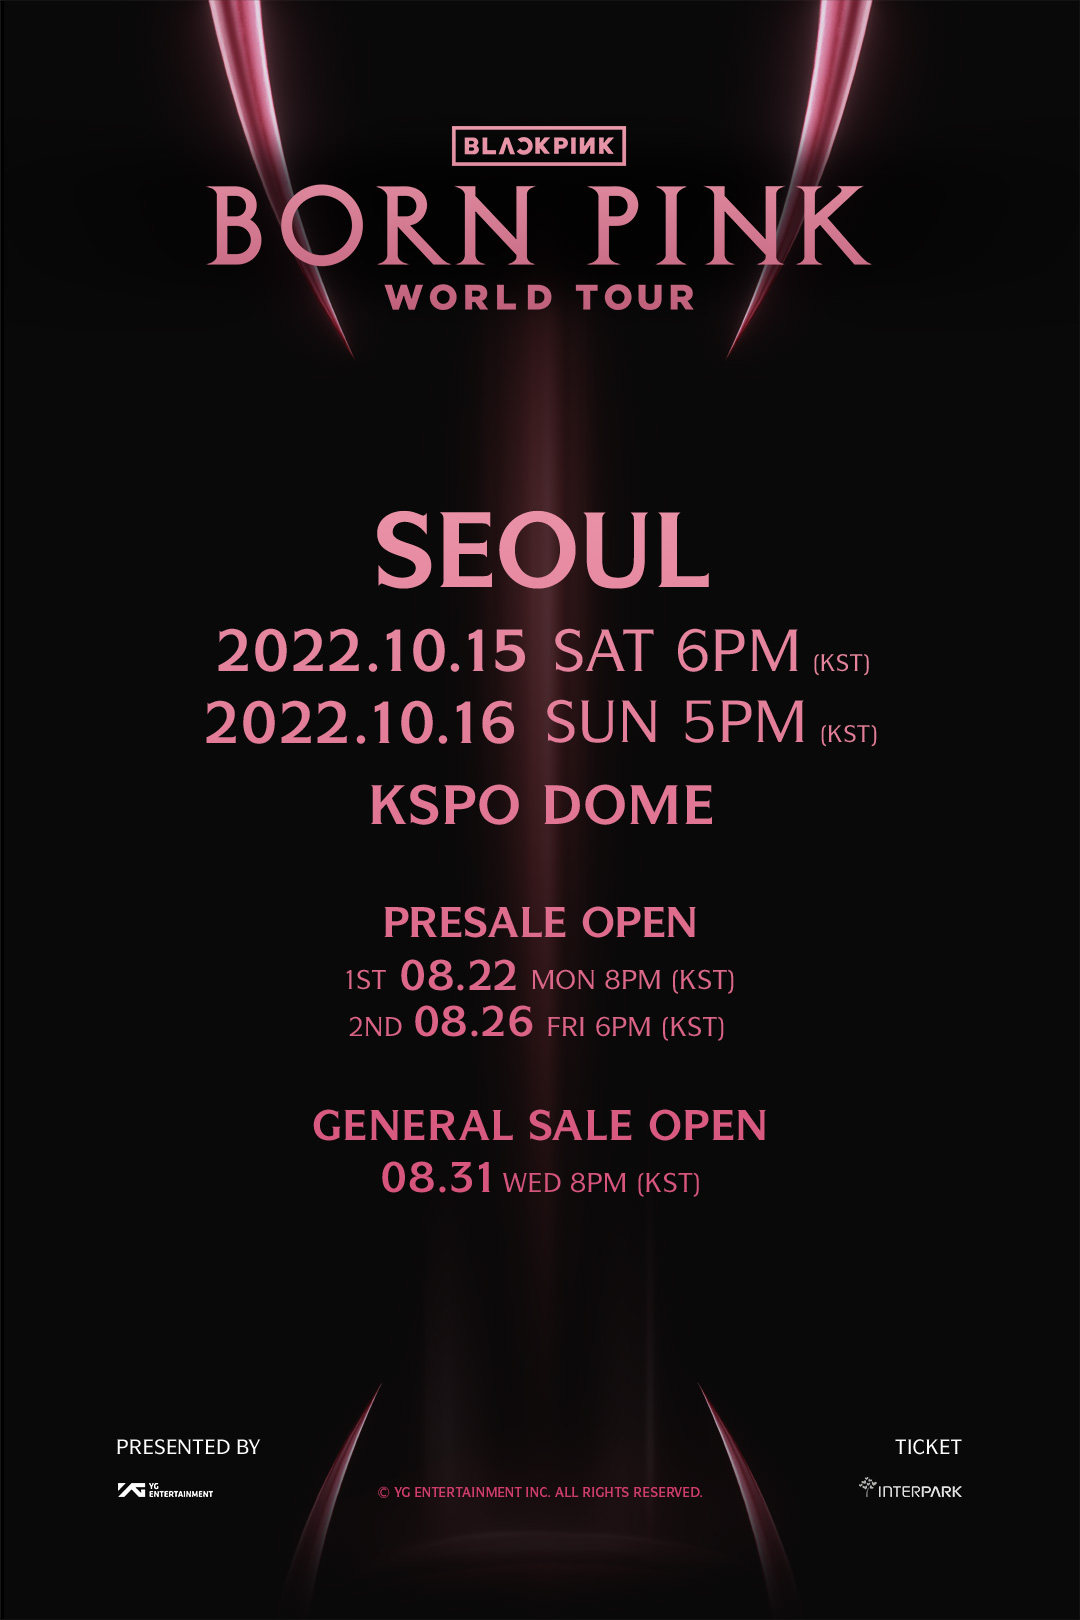 BLACKPINK
BORN PINK
WORLD TOUR
SEOUL
2022.10.15 SAT 6PM (KST)
2022.10.16 SUN 5PM (KST)
KSPO DOME
PRESALE OPEN
1ST 08.22 MON 8PM (KST)
2ND 08.26 FRI 6PM (KST)
GENERAL SALE OPEN
08.31 WED 8PM (KST)
PRESENTED BY
YG
ENTERTAINMENT
© YG ENTERTAINMENT INC. ALL RIGHTS RESERVED.
TICKET
INTERPARK